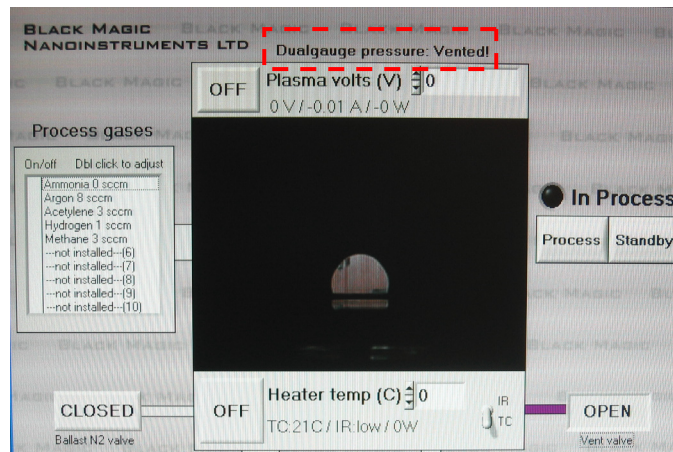 BLACK MAGIC
NANOINSTRUMENTS LTD
Dualgauge pressure: Vented!
OFF
Plasma volts (V)
0
0 V / -0.01 A / -0 W
Process gases
On/off Dbl click to adjust
Ammonia 0 sccm
Argon 8 sccm
Acetylene 3 sccm
Hydrogen 1 sccm
Methane 3 sccm
---not installed---(6)
---not installed---(7)
---not installed---(8)
---not installed---(9)
---not installed---(10)
In Process
Process
Standby
OFF
Heater temp (C)
0
TC:21C / IR:low / 0W
IR
TC
CLOSED
Ballast N2 valve
OPEN
Vent valve